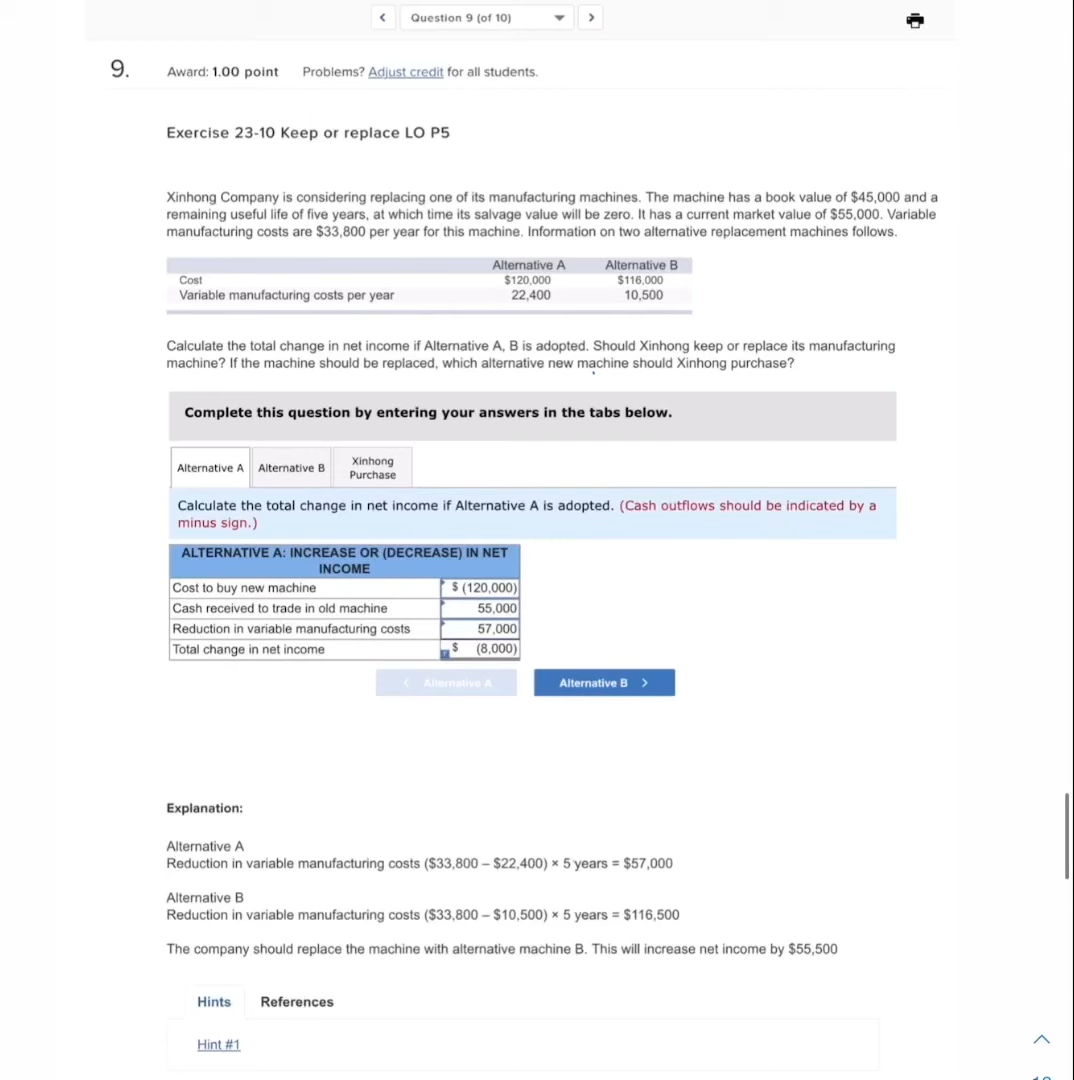 Question 9 (of 10)
9.
Award: 1.00 point Problems? Adjust credit for all students.
Exercise 23-10 Keep or replace LO P5
Xinhong Company is considering replacing one of its manufacturing machines. The machine has a book value of $45,000 and a
remaining useful life of five years, at which time its salvage value will be zero. It has a current market value of $55,000. Variable
manufacturing costs are $33,800 per year for this machine. Information on two alternative replacement machines follows.
Alternative A Alternative B
Cost $120,000 $116,000
Variable manufacturing costs per year 22,400 10,500
Calculate the total change in net income if Alternative A, B is adopted. Should Xinhong keep or replace its manufacturing
machine? If the machine should be replaced, which alternative new machine should Xinhong purchase?
Complete this question by entering your answers in the tabs below.
Alternative A Alternative B Xinhong
Purchase
Calculate the total change in net income if Alternative A is adopted. (Cash outflows should be indicated by a
minus sign.)
ALTERNATIVE A: INCREASE OR (DECREASE) IN NET
INCOME
Cost to buy new machine $ (120,000)
Cash received to trade in old machine 55,000
Reduction in variable manufacturing costs 57,000
Total change in net income $ (8,000)
< Alternative A Alternative B >
Explanation:
Alternative A
Reduction in variable manufacturing costs ($33,800 – $22,400) × 5 years = $57,000
Alternative B
Reduction in variable manufacturing costs ($33,800 – $10,500) × 5 years = $116,500
The company should replace the machine with alternative machine B. This will increase net income by $55,500
Hints References
Hint #1